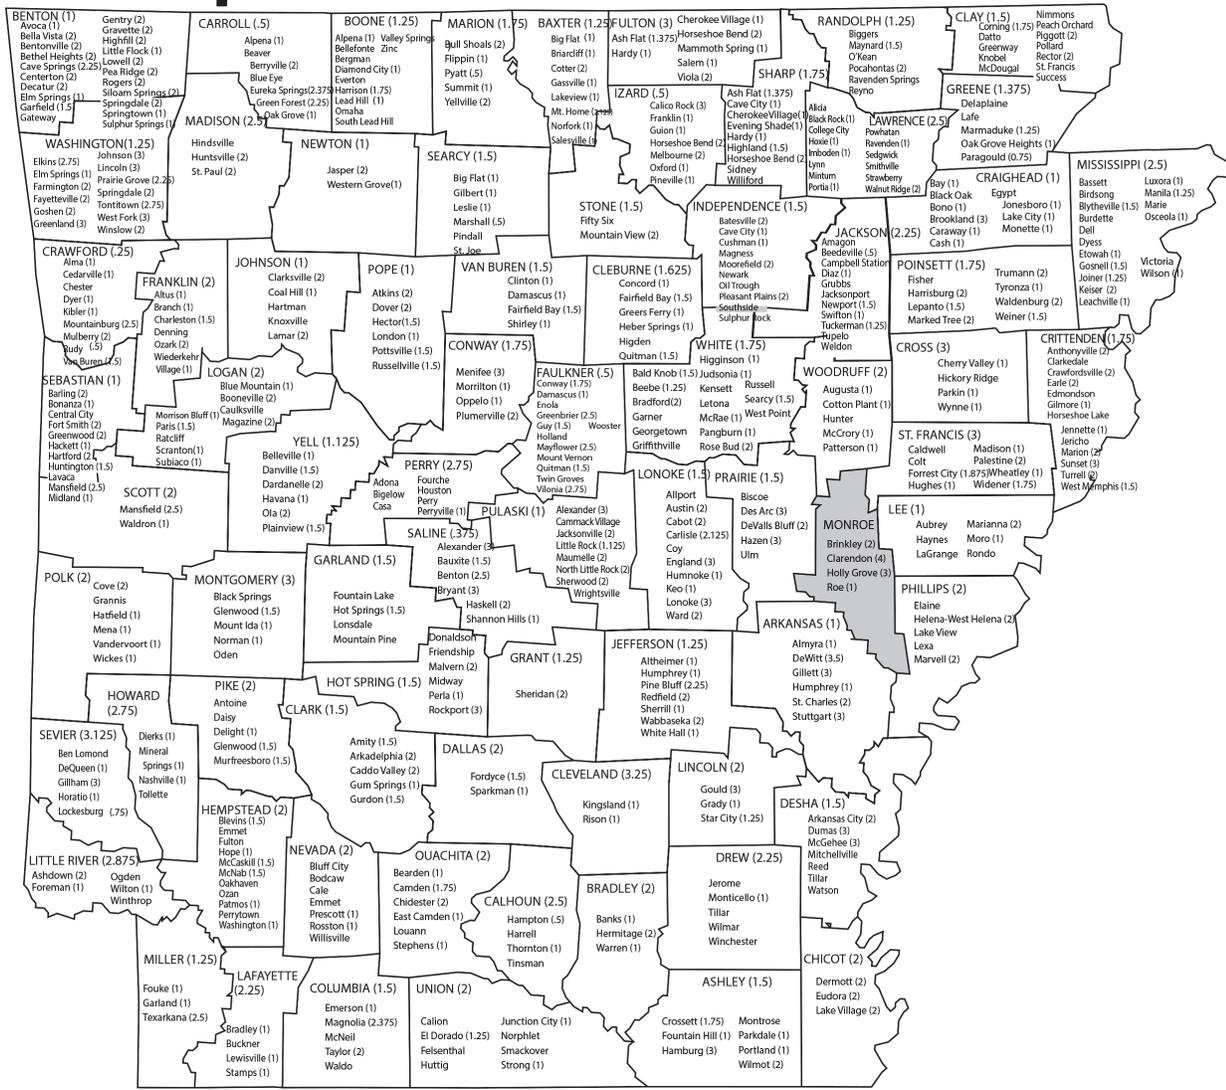 BENTON (1)
Avoca (1)
Bella Vista (2)
Bentonville (2)
Bethel Heights (2)
Cave Springs (2.25)
Centerton (2)
Decatur (2)
Elm Springs (1)
Garfield (1.5)
Gateway
Gentry (2)
Gravette (2)
Highfill (2)
Little Flock (1)
Lowell (2)
Pea Ridge (2)
Rogers (2)
Siloam Springs (2)
Springdale (2)
Springtown (1)
Sulphur Springs (1)
CARROLL (.5)
Alpena (1)
Beaver
Berryville (2)
Blue Eye
Eureka Springs(2.375)
Green Forest (2.25)
Oak Grove (1)
BOONE (1.25)
Alpena (1) Valley Springs
Bellefonte Zinc
Bergman
Diamond City (1)
Everton
Harrison (1.75)
Lead Hill (1)
Omaha
South Lead Hill
MARION (1.75)
Bull Shoals (2)
Flippin (1)
Pyatt (.5)
Summit (1)
Yellville (2)
BAXTER (1.25)
Big Flat (1)
Briarcliff (1)
Cotter (2)
Gassville (1)
Lakeview (1)
Mt. Home (2.125)
Norfork (1)
Salesville (1)
FULTON (3)
Ash Flat (1.375)
Hardy (1)
Cherokee Village (1)
Horseshoe Bend (2)
Mammoth Spring (1)
Salem (1)
Viola (2)
SHARP (1.75)
Ash Flat (1.375)
Cave City (1)
CherokeeVillage(1)
Evening Shade(1)
Hardy (1)
Highland (1.5)
Horseshoe Bend (2)
Sidney
Williford
RANDOLPH (1.25)
Biggers
Maynard (1.5)
O'Kean
Pocahontas (2)
Ravenden Springs
Reyno
CLAY (1.5)
Corning (1.75)
Datto
Greenway
Knobel
McDougal
Nimmons
Peach Orchard
Piggott (2)
Pollard
Rector (2)
St. Francis
Success
IZARD (.5)
Calico Rock (3)
Franklin (1)
Guion (1)
Horseshoe Bend (2)
Melbourne (2)
Oxford (1)
Pineville (1)
LAWRENCE (2.5)
Alicia
Black Rock (1)
College City
Hoxie (1)
Imboden (1)
Lynn
Minturn
Portia (1)
Powhatan
Ravenden (1)
Sedgwick
Smithville
Strawberry
Walnut Ridge (2)
GREENE (1.375)
Delaplaine
Lafe
Marmaduke (1.25)
Oak Grove Heights (1)
Paragould (0.75)
MADISON (2.5)
Hindsville
Huntsville (2)
St. Paul (2)
WASHINGTON(1.25)
Elkins (2.75)
Elm Springs (1)
Farmington (2)
Fayetteville (2)
Goshen (2)
Greenland (3)
Johnson (3)
Lincoln (3)
Prairie Grove (2.25)
Springdale (2)
Tontitown (2.75)
West Fork (3)
Winslow (2)
NEWTON (1)
Jasper (2)
Western Grove(1)
SEARCY (1.5)
Big Flat (1)
Gilbert (1)
Leslie (1)
Marshall (.5)
Pindall
St. Joe
STONE (1.5)
Fifty Six
Mountain View (2)
INDEPENDENCE (1.5)
Batesville (2)
Cave City (1)
Cushman (1)
Magness
Moorefield (2)
Newark
Oil Trough
Pleasant Plains (2)
Southside
Sulphur Rock
JACKSON (2.25)
Amagon
Beedeville (.5)
Campbell Station
Diaz (1)
Grubbs
Jacksonport
Newport (1.5)
Swifton (1)
Tuckerman (1.25)
Tupelo
Weldon
CRAIGHEAD (1)
Bay (1)
Black Oak
Bono (1)
Brookland (3)
Caraway (1)
Cash (1)
Egypt
Jonesboro (1)
Lake City (1)
Monette (1)
MISSISSIPPI (2.5)
Bassett
Birdsong
Blytheville (1.5)
Burdette
Dell
Dyess
Etowah (1)
Gosnell (1.5)
Joiner (1.25)
Keiser (2)
Leachville (1)
Luxora (1)
Manila (1.25)
Marie
Osceola (1)
Victoria
Wilson (1)
CRAWFORD (.25)
Alma (1)
Cedarville (1)
Chester
Dyer (1)
Kibler (1)
Mountainburg (2.5)
Mulberry (2)
Rudy (.5)
Van Buren (1.5)
FRANKLIN (2)
Altus (1)
Branch (1)
Charleston (1.5)
Denning
Ozark (2)
Wiederkehr
Village (1)
JOHNSON (1)
Clarksville (2)
Coal Hill (1)
Hartman
Knoxville
Lamar (2)
POPE (1)
Atkins (2)
Dover (2)
Hector(1.5)
London (1)
Pottsville (1.5)
Russellville (1.5)
VAN BUREN (1.5)
Clinton (1)
Damascus (1)
Fairfield Bay (1.5)
Shirley (1)
CLEBURNE (1.625)
Concord (1)
Fairfield Bay (1.5)
Greers Ferry (1)
Heber Springs (1)
Higden
Quitman (1.5)
POINSETT (1.75)
Fisher
Harrisburg (2)
Lepanto (1.5)
Marked Tree (2)
Trumann (2)
Tyronza (1)
Waldenburg (2)
Weiner (1.5)
CONWAY (1.75)
Menifee (3)
Morrilton (1)
Oppelo (1)
Plumerville (2)
FAULKNER (.5)
Conway (1.75)
Damascus (1)
Enola
Greenbrier (2.5)
Guy (1.5) Wooster
Holland
Mayflower (2.5)
Mount Vernon
Quitman (1.5)
Twin Groves
Vilonia (2.75)
WHITE (1.75)
Bald Knob (1.5)
Beebe (1.25)
Bradford(2)
Garner
Georgetown
Griffithville
Higginson (1)
Judsonia (1)
Kensett
Letona
McRae (1)
Pangburn (1)
Rose Bud (2)
Russell
Searcy (1.5)
West Point
WOODRUFF (2)
Augusta (1)
Cotton Plant (1)
Hunter
McCrory (1)
Patterson (1)
CROSS (3)
Cherry Valley (1)
Hickory Ridge
Parkin (1)
Wynne (1)
CRITTENDEN (1.75)
Anthonyville (2)
Clarkedale
Crawfordsville (2)
Earle (2)
Edmondson
Gilmore (1)
Horseshoe Lake
Jennette (1)
Jericho
Marion (2)
Sunset (3)
Turrell (2)
West Memphis (1.5)
SEBASTIAN (1)
Barling (2)
Bonanza (1)
Central City
Fort Smith (2)
Greenwood (2)
Hackett (1)
Hartford (2)
Huntington (1.5)
Lavaca
Mansfield (2.5)
Midland (1)
LOGAN (2)
Blue Mountain (1)
Booneville (2)
Caulksville
Magazine (2)
Morrison Bluff (1)
Paris (1.5)
Ratcliff
Scranton(1)
Subiaco (1)
YELL (1.125)
Belleville (1)
Danville (1.5)
Dardanelle (2)
Havana (1)
Ola (2)
Plainview (1.5)
SCOTT (2)
Mansfield (2.5)
Waldron (1)
PERRY (2.75)
Adona
Bigelow
Casa
Fourche
Houston
Perry
Perryville (1)
PULASKI (1)
Alexander (3)
Cammack Village
Jacksonville (2)
Little Rock (1.125)
Maumelle (2)
North Little Rock (2)
Sherwood (2)
Wrightsville
LONOKE (1.5)
Allport
Austin (2)
Cabot (2)
Carlisle (2.125)
Coy
England (3)
Humnoke (1)
Keo (1)
Lonoke (3)
Ward (2)
PRAIRIE (1.5)
Biscoe
Des Arc (3)
DeValls Bluff (2)
Hazen (3)
Ulm
ST. FRANCIS (3)
Caldwell
Colt
Forrest City (1.875)
Hughes (1)
Madison (1)
Palestine (2)
Wheatley (1)
Widener (1.75)
LEE (1)
Aubrey
Haynes
LaGrange
Marianna (2)
Moro (1)
Rondo
MONROE
Brinkley (2)
Clarendon (4)
Holly Grove (3)
Roe (1)
PHILLIPS (2)
Elaine
Helena-West Helena (2)
Lake View
Lexa
Marvell (2)
POLK (2)
Cove (2)
Grannis
Hatfield (1)
Mena (1)
Vandervoort (1)
Wickes (1)
MONTGOMERY (3)
Black Springs
Glenwood (1.5)
Mount Ida (1)
Norman (1)
Oden
GARLAND (1.5)
Fountain Lake
Hot Springs (1.5)
Lonsdale
Mountain Pine
SALINE (.375)
Alexander (3)
Bauxite (1.5)
Benton (2.5)
Bryant (3)
Haskell (2)
Shannon Hills (1)
HOT SPRING (1.5)
Donaldson
Friendship
Malvern (2)
Midway
Perla (1)
Rockport (3)
GRANT (1.25)
Sheridan (2)
JEFFERSON (1.25)
Altheimer (1)
Humphrey (1)
Pine Bluff (2.25)
Redfield (2)
Sherrill (1)
Wabbaseka (2)
White Hall (1)
ARKANSAS (1)
Almyra (1)
DeWitt (3.5)
Gillett (3)
Humphrey (1)
St. Charles (2)
Stuttgart (3)
HOWARD
(2.75)
Dierks (1)
Mineral
Springs (1)
Nashville (1)
Tollette
PIKE (2)
Antoine
Daisy
Delight (1)
Glenwood (1.5)
Murfreesboro (1.5)
CLARK (1.5)
Amity (1.5)
Arkadelphia (2)
Caddo Valley (2)
Gum Springs (1)
Gurdon (1.5)
SEVIER (3.125)
Ben Lomond
DeQueen (1)
Gillham (3)
Horatio (1)
Lockesburg (.75)
DALLAS (2)
Fordyce (1.5)
Sparkman (1)
CLEVELAND (3.25)
Kingsland (1)
Rison (1)
LINCOLN (2)
Gould (3)
Grady (1)
Star City (1.25)
DESHA (1.5)
Arkansas City (2)
Dumas (3)
McGehee (3)
Mitchellville
Reed
Tillar
Watson
HEMPSTEAD (2)
Blevins (1.5)
Emmet
Fulton
Hope (1)
McCaskill (1.5)
McNab (1.5)
Oakhaven
Ozan
Patmos (1)
Perrytown
Washington (1)
LITTLE RIVER (2.875)
Ashdown (2)
Foreman (1)
Ogden
Wilton (1)
Winthrop
NEVADA (2)
Bluff City
Bodcaw
Cale
Emmet
Prescott (1)
Rosston (1)
Willisville
OUACHITA (2)
Bearden (1)
Camden (1.75)
Chidester (2)
East Camden (1)
Louann
Stephens (1)
CALHOUN (2.5)
Hampton (.5)
Harrell
Thornton (1)
Tinsman
BRADLEY (2)
Banks (1)
Hermitage (2)
Warren (1)
DREW (2.25)
Jerome
Monticello (1)
Tillar
Wilmar
Winchester
MILLER (1.25)
Fouke (1)
Garland (1)
Texarkana (2.5)
LAFAYETTE
(2.25)
Bradley (1)
Buckner
Lewisville (1)
Stamps (1)
COLUMBIA (1.5)
Emerson (1)
Magnolia (2.375)
McNeil
Taylor (2)
Waldo
UNION (2)
Calion
El Dorado (1.25)
Felsenthal
Huttig
Junction City (1)
Norphlet
Smackover
Strong (1)
ASHLEY (1.5)
Crossett (1.75)
Fountain Hill (1)
Hamburg (3)
Montrose
Parkdale (1)
Portland (1)
Wilmot (2)
CHICOT (2)
Dermott (2)
Eudora (2)
Lake Village (2)